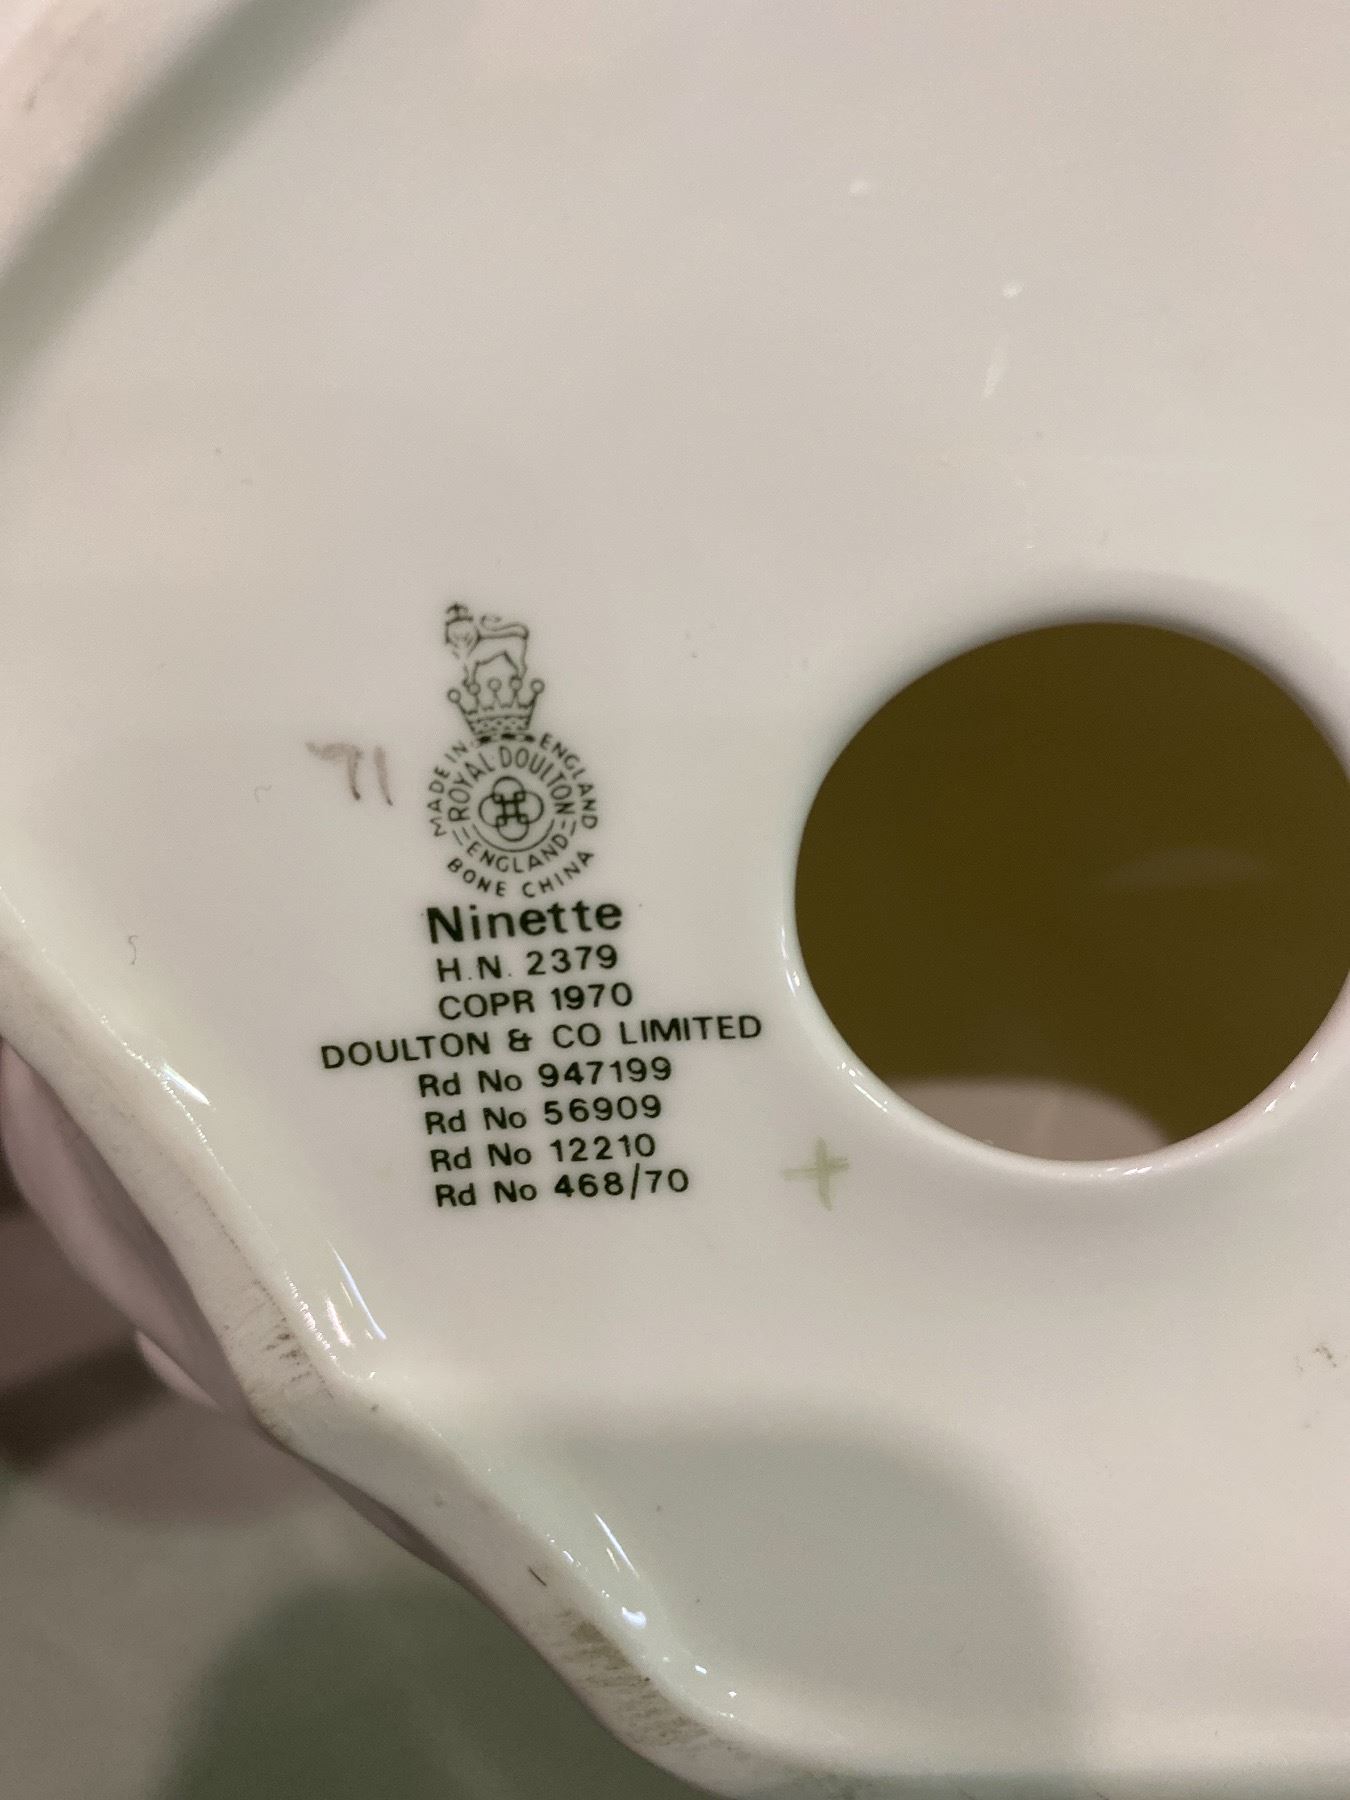 71
MADE IN ENGLAND
ROYAL DOULTON
ENGLAND
BONE CHINA
Ninette
H.N. 2379
COPR 1970
DOULTON & CO LIMITED
Rd No 947199
Rd No 56909
Rd No 12210
Rd No 468/70